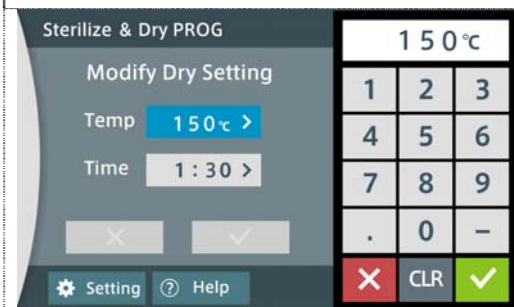 Sterilize & Dry PROG
Modify Dry Setting
Temp 150℃ >
Time 1:30 >
Setting ? Help
150℃
1 2 3
4 5 6
7 8 9
. 0 −
CLR